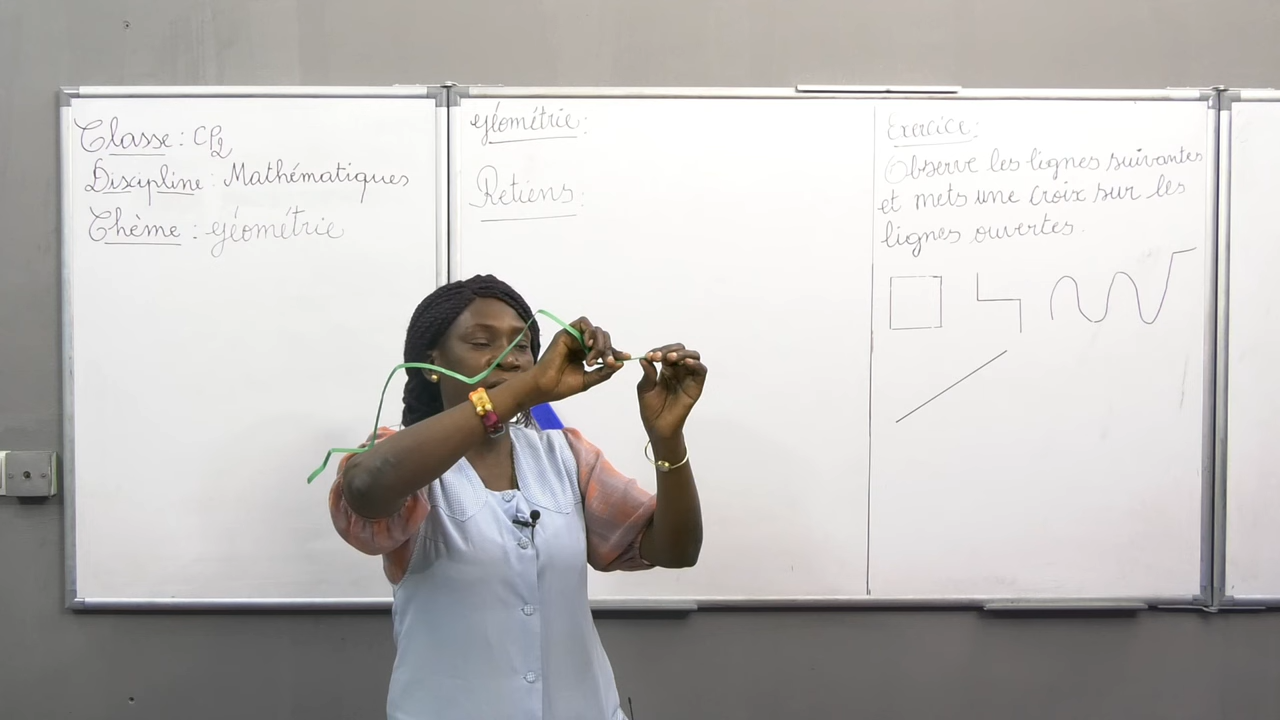 Classe : CP2
Discipline : Mathématiques
Thème : géométrie
géométrie :
Retiens :
Exercice :
Observe les lignes suivantes
et mets une croix sur les
lignes ouvertes.